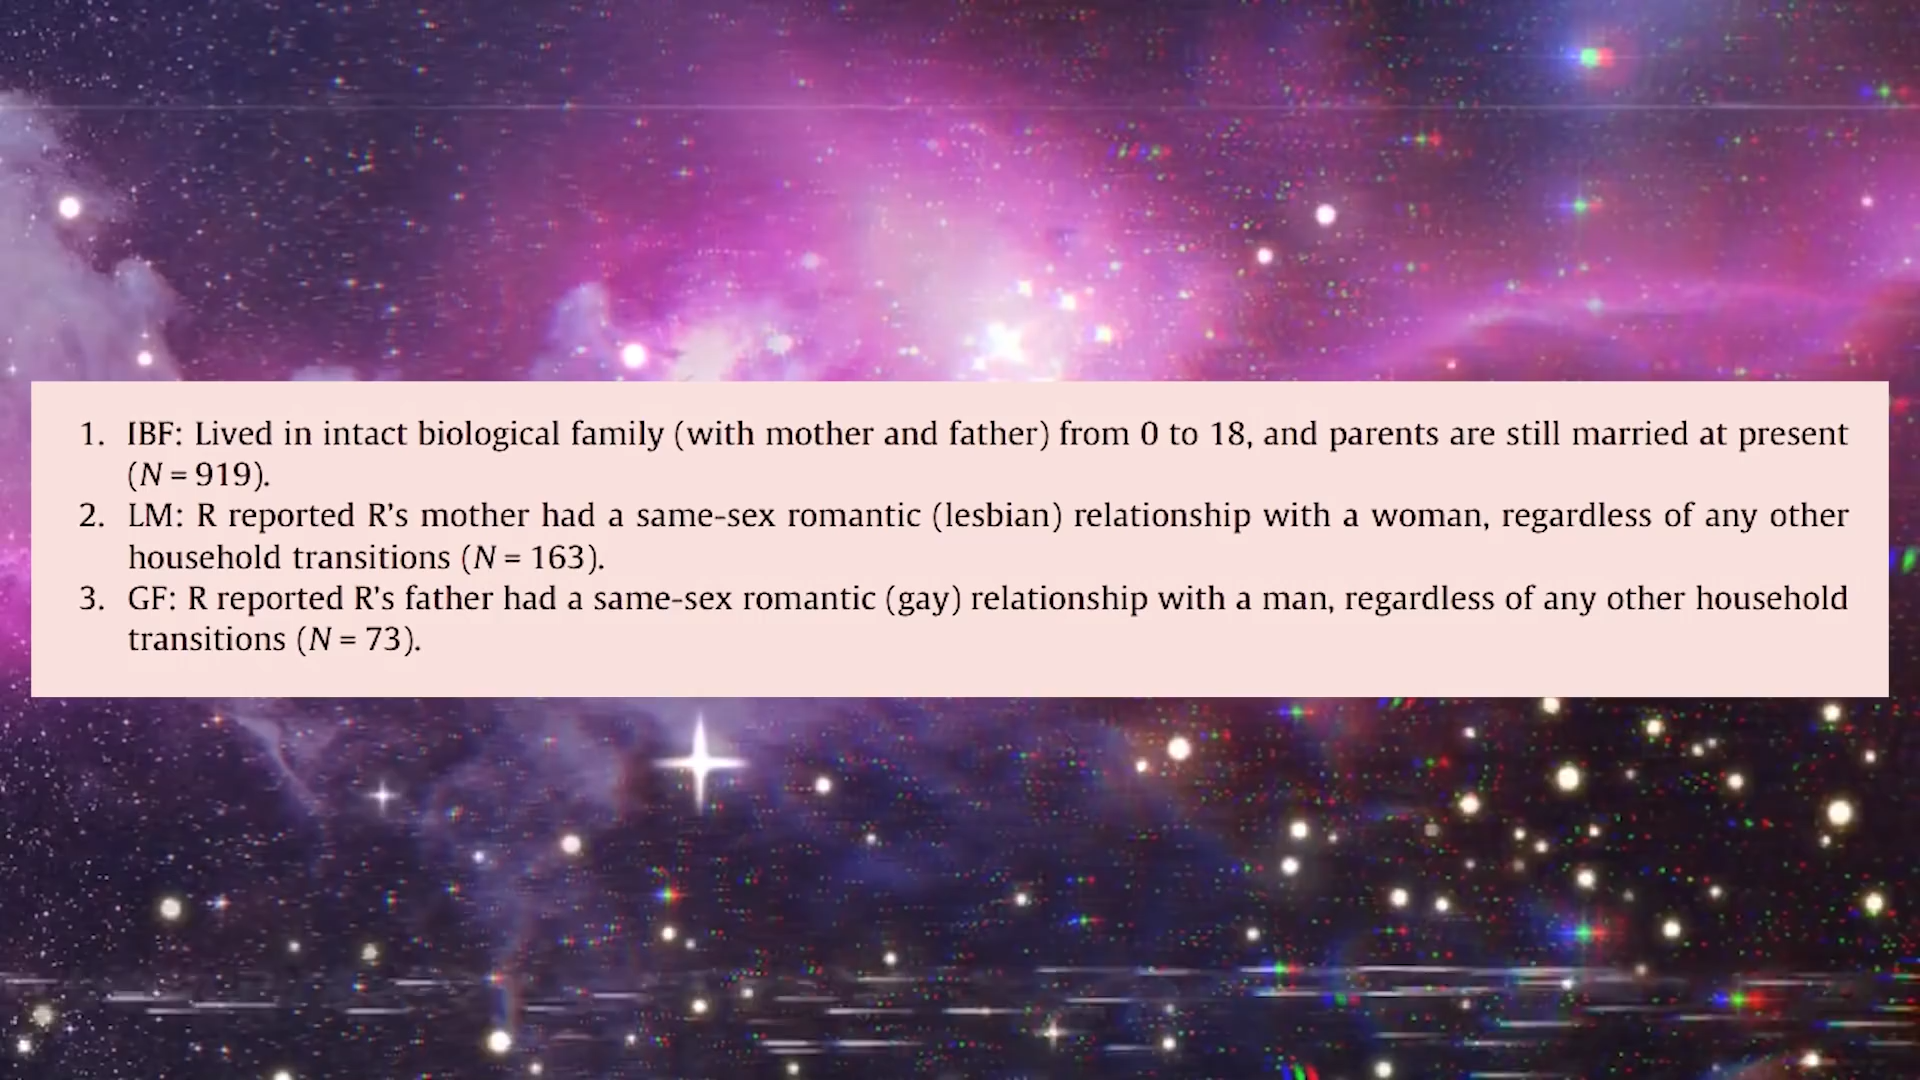 1. IBF: Lived in intact biological family (with mother and father) from 0 to 18, and parents are still married at present
(N = 919).
2. LM: R reported R's mother had a same-sex romantic (lesbian) relationship with a woman, regardless of any other
household transitions (N = 163).
3. GF: R reported R's father had a same-sex romantic (gay) relationship with a man, regardless of any other household
transitions (N = 73).